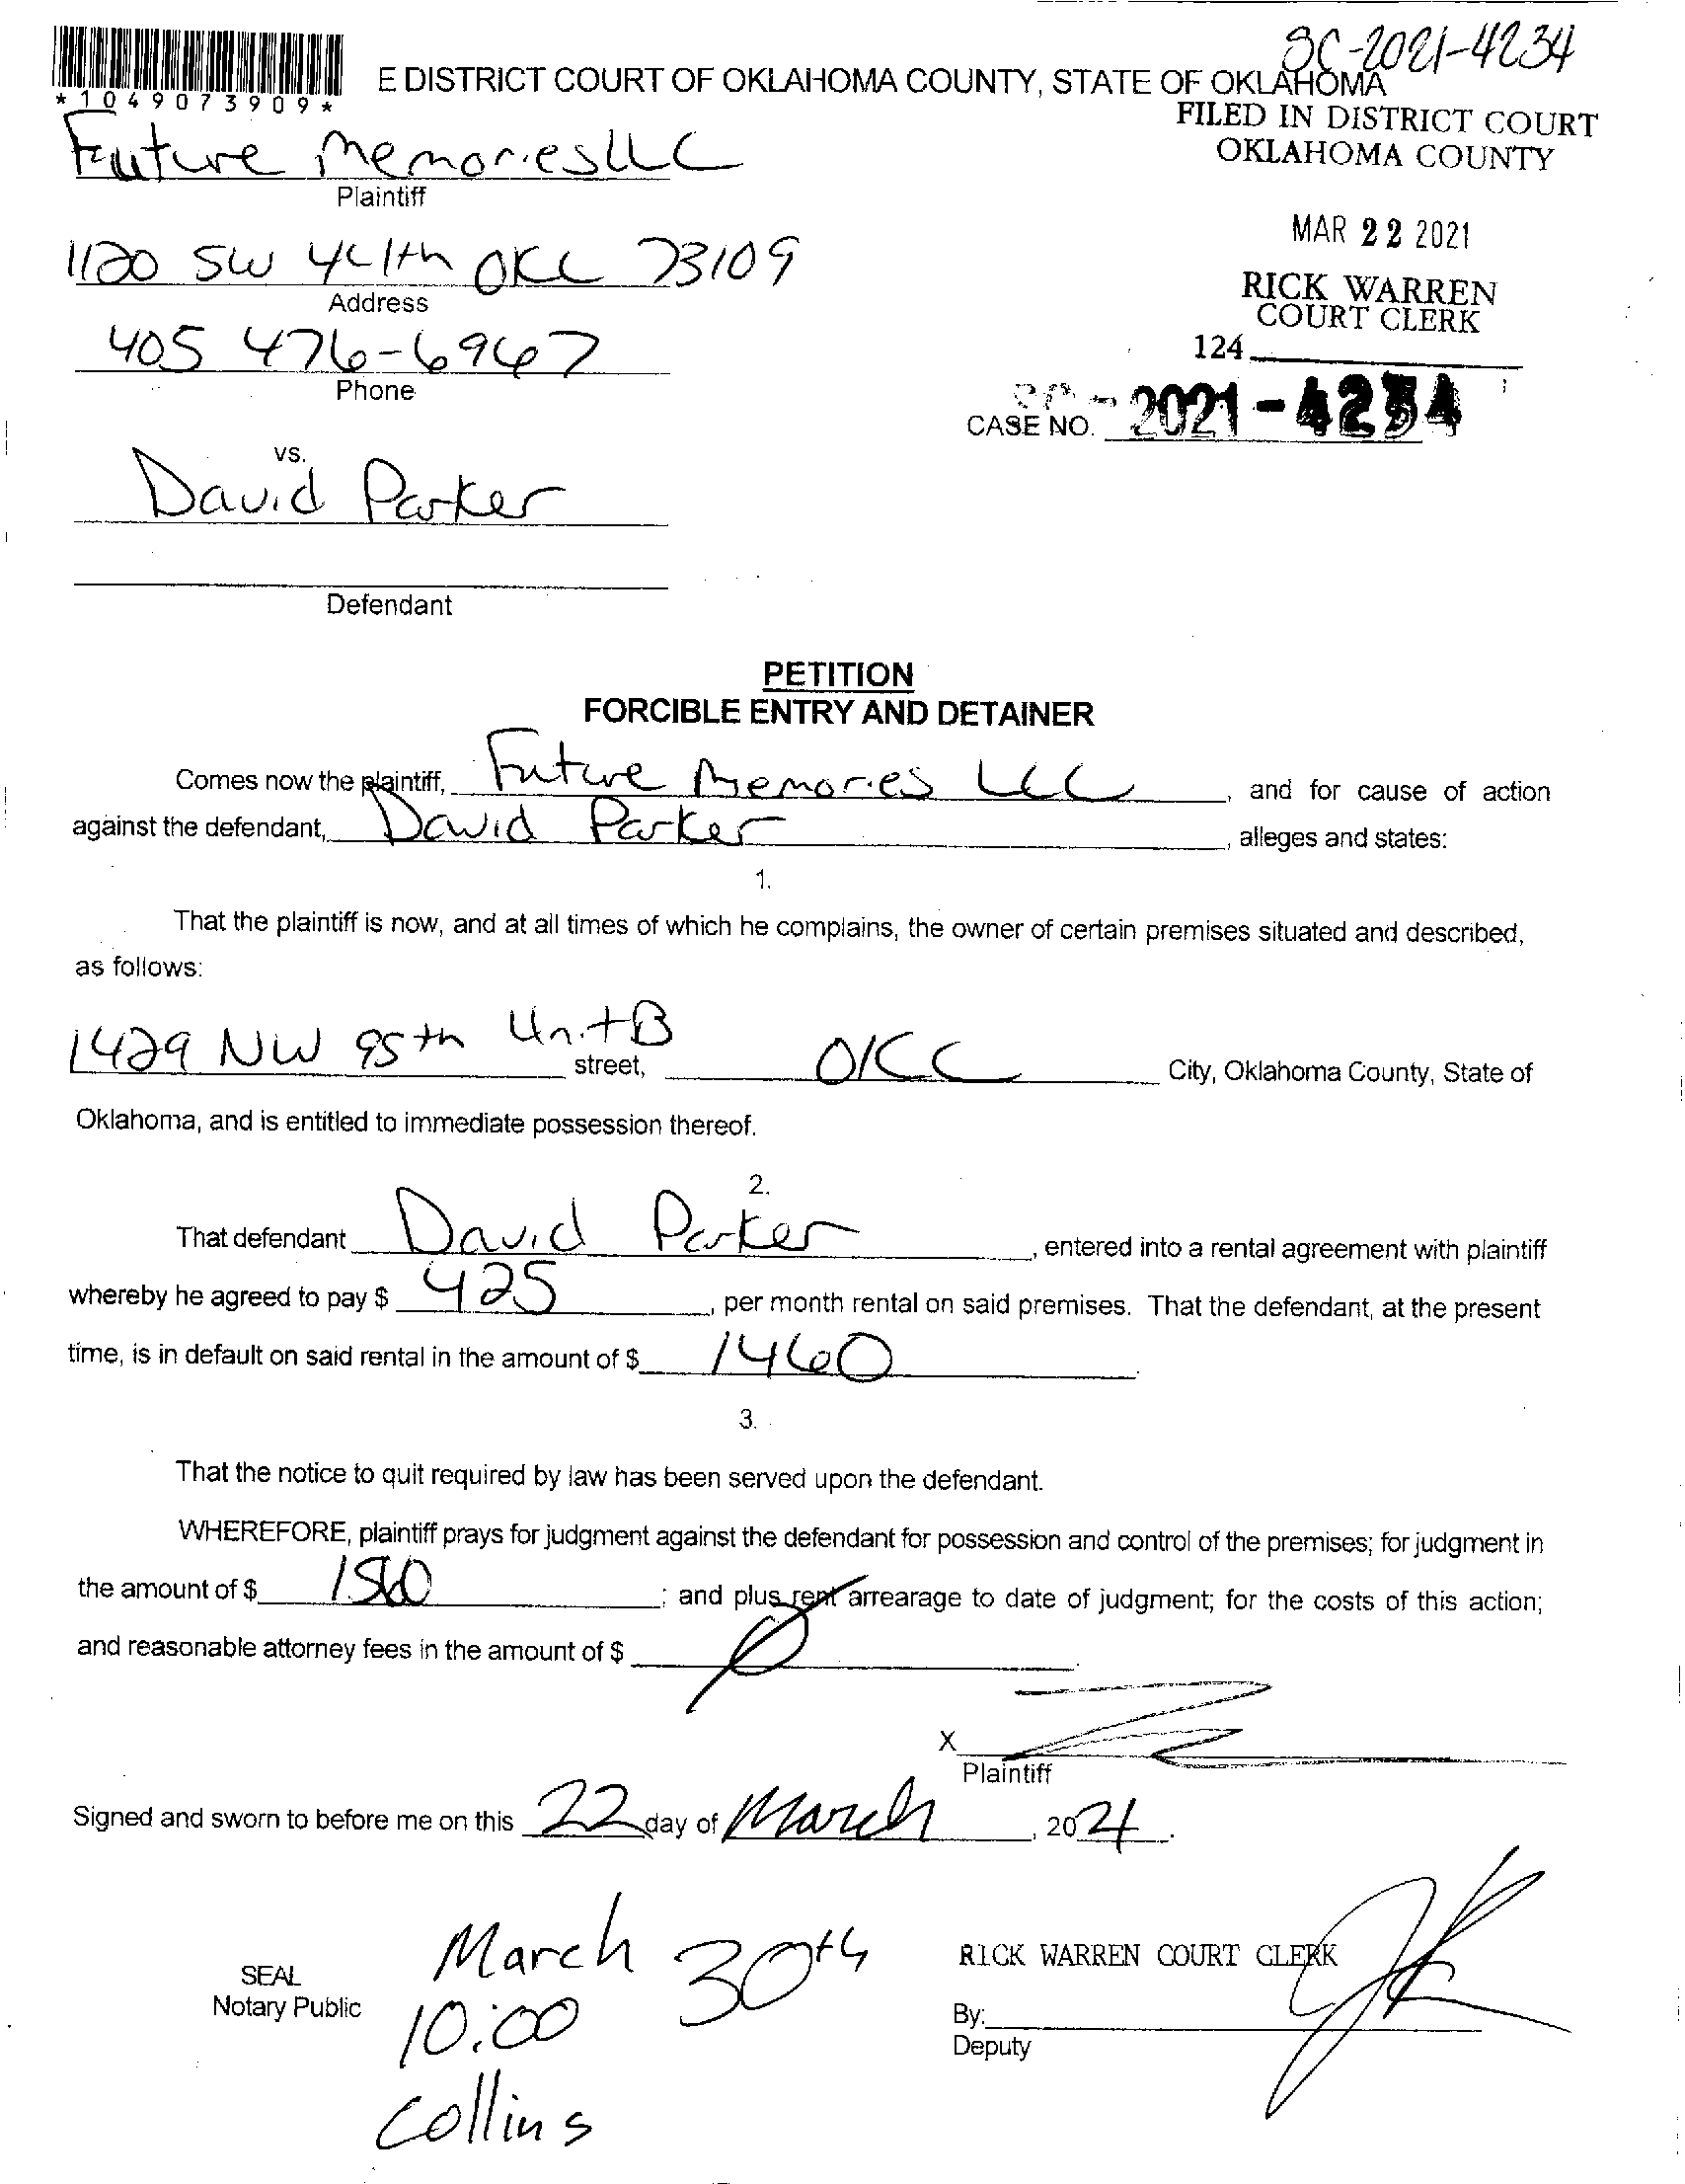 SC-2021-4234
E DISTRICT COURT OF OKLAHOMA COUNTY, STATE OF OKLAHOMA
*1049073909*
FILED IN DISTRICT COURT
OKLAHOMA COUNTY
Future Memories LLC
Plaintiff
MAR 22 2021
1120 SW 44th OKC 73109
Address
RICK WARREN
COURT CLERK
405 476-6967
Phone
124
CASE NO. SC-2021-4234
vs.
David Parker
Defendant
PETITION
FORCIBLE ENTRY AND DETAINER
Comes now the plaintiff, Future Memories LLC, and for cause of action
against the defendant, David Parker, alleges and states:
1.
That the plaintiff is now, and at all times of which he complains, the owner of certain premises situated and described,
as follows:
1429 NW 95th Unit B street, OKC City, Oklahoma County, State of
Oklahoma, and is entitled to immediate possession thereof.
2.
That defendant David Parker, entered into a rental agreement with plaintiff
whereby he agreed to pay $ 425, per month rental on said premises. That the defendant, at the present
time, is in default on said rental in the amount of $ 1460.
3.
That the notice to quit required by law has been served upon the defendant.
WHEREFORE, plaintiff prays for judgment against the defendant for possession and control of the premises; for judgment in
the amount of $ 1560; and plus rent arrearage to date of judgment; for the costs of this action;
and reasonable attorney fees in the amount of $ Ø.
X
Plaintiff
Signed and sworn to before me on this 22 day of March, 2021.
March 30th
SEAL
Notary Public
10:00
Collins
RICK WARREN COURT CLERK
By:
Deputy